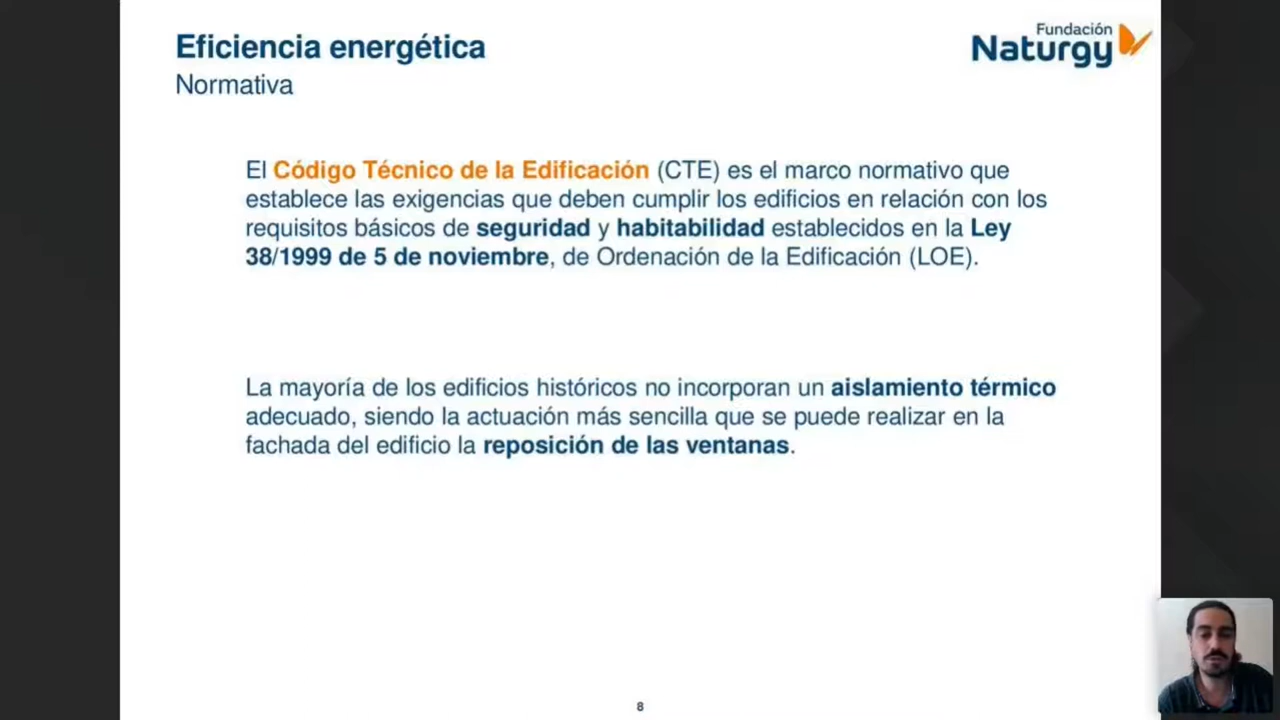 Eficiencia energética
Normativa
Fundación
Naturgy
El Código Técnico de la Edificación (CTE) es el marco normativo que
establece las exigencias que deben cumplir los edificios en relación con los
requisitos básicos de seguridad y habitabilidad establecidos en la Ley
38/1999 de 5 de noviembre, de Ordenación de la Edificación (LOE).
La mayoría de los edificios históricos no incorporan un aislamiento térmico
adecuado, siendo la actuación más sencilla que se puede realizar en la
fachada del edificio la reposición de las ventanas.
8